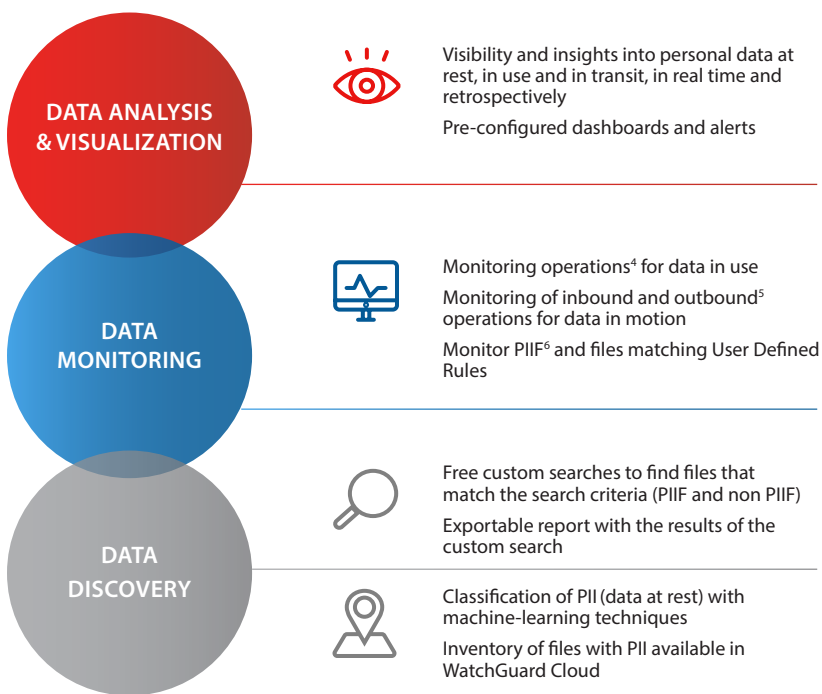 DATA ANALYSIS
& VISUALIZATION
Visibility and insights into personal data at
rest, in use and in transit, in real time and
retrospectively
Pre-configured dashboards and alerts
DATA
MONITORING
Monitoring operations⁴ for data in use
Monitoring of inbound and outbound⁵
operations for data in motion
Monitor PIIF⁶ and files matching User Defined
Rules
DATA
DISCOVERY
Free custom searches to find files that
match the search criteria (PIIF and non PIIF)
Exportable report with the results of the
custom search
Classification of PII (data at rest) with
machine-learning techniques
Inventory of files with PII available in
WatchGuard Cloud